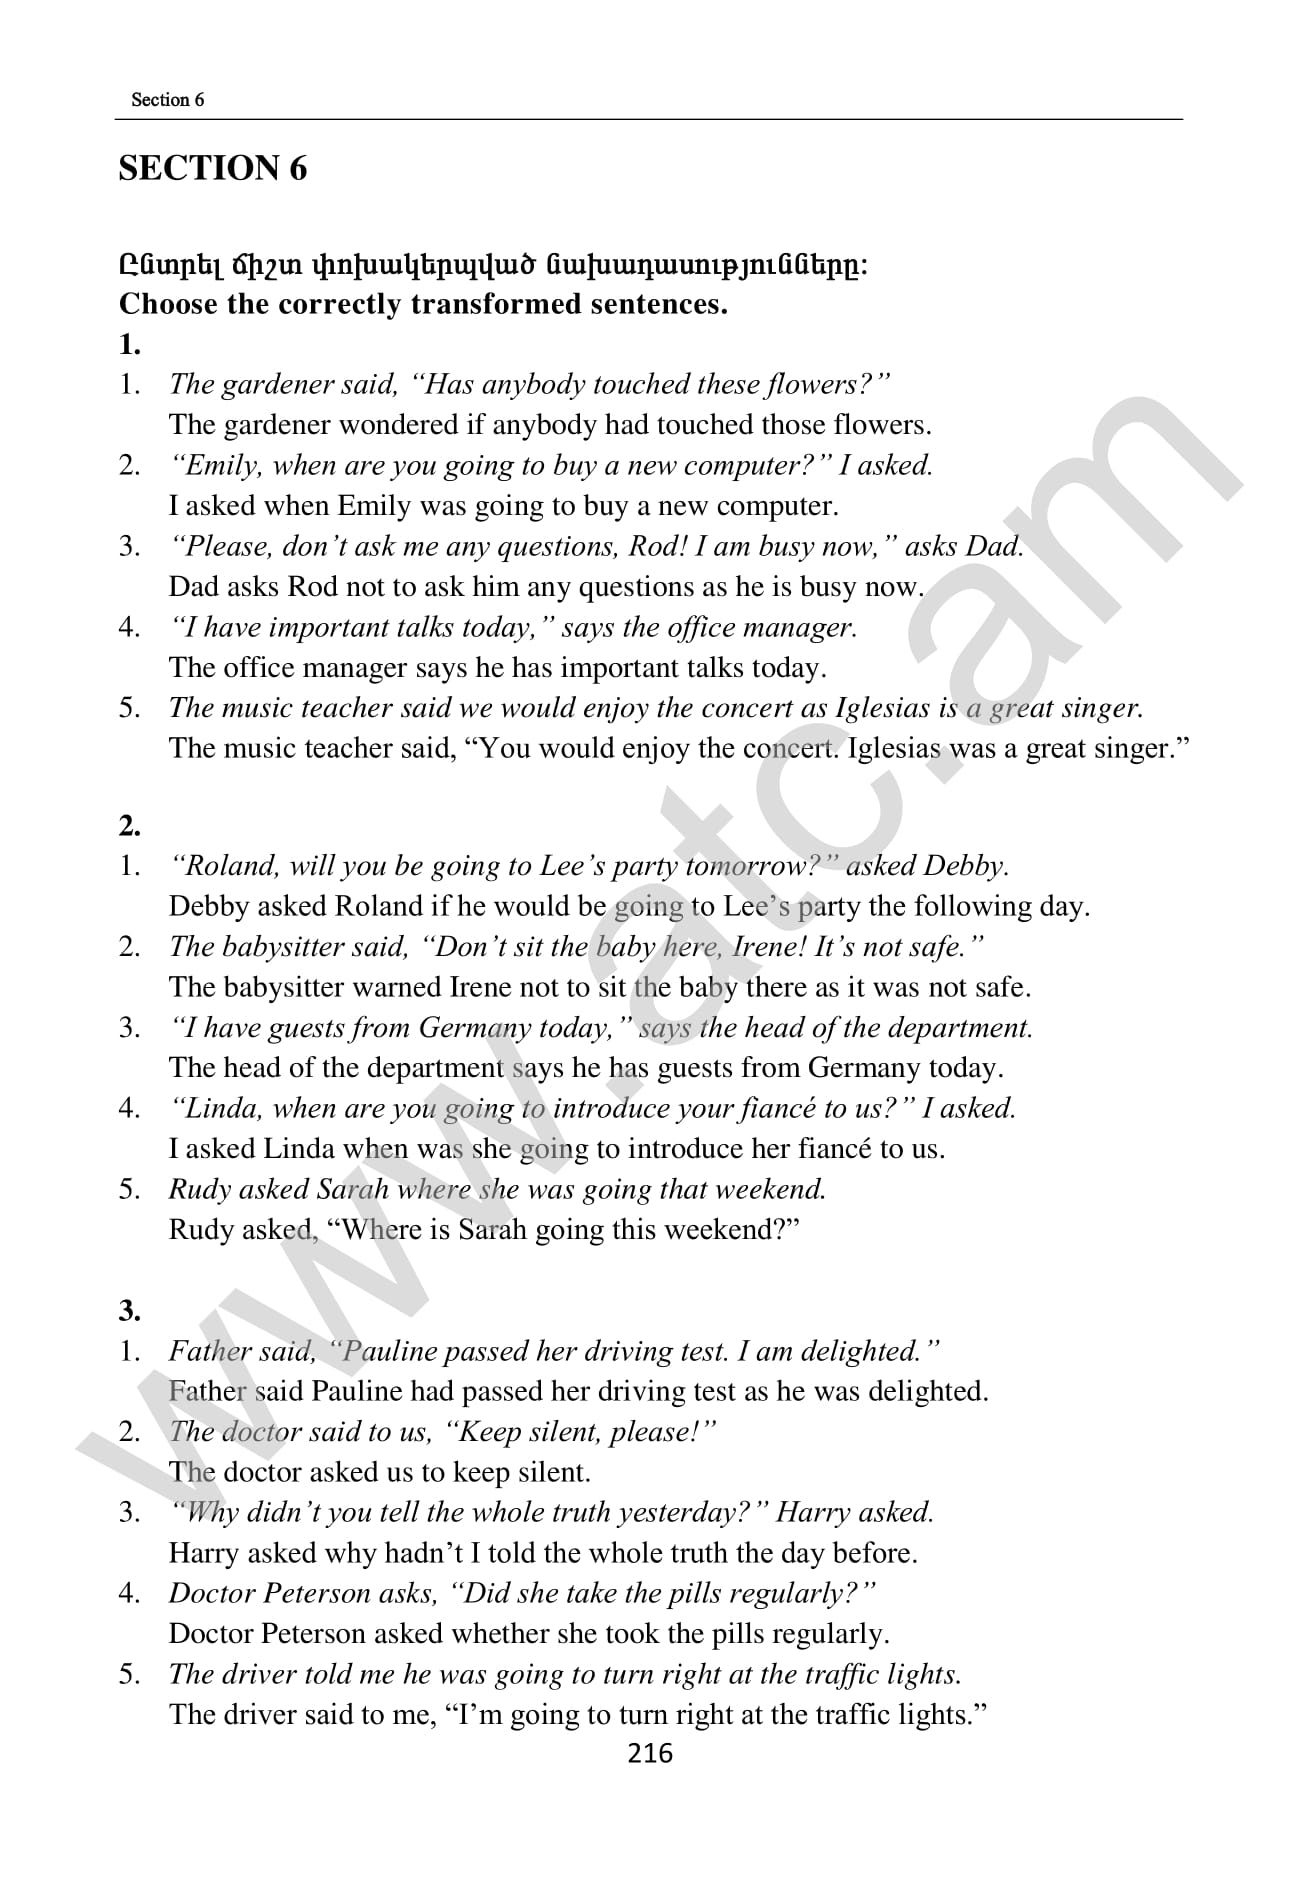 Section 6
SECTION 6
Ընտրել ճիշտ փոխակերպված նախադասությունները:
Choose the correctly transformed sentences.
1.
1. The gardener said, “Has anybody touched these flowers?”
The gardener wondered if anybody had touched those flowers.
2. “Emily, when are you going to buy a new computer?” I asked.
I asked when Emily was going to buy a new computer.
3. “Please, don’t ask me any questions, Rod! I am busy now,” asks Dad.
Dad asks Rod not to ask him any questions as he is busy now.
4. “I have important talks today,” says the office manager.
The office manager says he has important talks today.
5. The music teacher said we would enjoy the concert as Iglesias is a great singer.
The music teacher said, “You would enjoy the concert. Iglesias was a great singer.”
2.
1. “Roland, will you be going to Lee’s party tomorrow?” asked Debby.
Debby asked Roland if he would be going to Lee’s party the following day.
2. The babysitter said, “Don’t sit the baby here, Irene! It’s not safe.”
The babysitter warned Irene not to sit the baby there as it was not safe.
3. “I have guests from Germany today,” says the head of the department.
The head of the department says he has guests from Germany today.
4. “Linda, when are you going to introduce your fiancé to us?” I asked.
I asked Linda when was she going to introduce her fiancé to us.
5. Rudy asked Sarah where she was going that weekend.
Rudy asked, “Where is Sarah going this weekend?”
3.
1. Father said, “Pauline passed her driving test. I am delighted.”
Father said Pauline had passed her driving test as he was delighted.
2. The doctor said to us, “Keep silent, please!”
The doctor asked us to keep silent.
3. “Why didn’t you tell the whole truth yesterday?” Harry asked.
Harry asked why hadn’t I told the whole truth the day before.
4. Doctor Peterson asks, “Did she take the pills regularly?”
Doctor Peterson asked whether she took the pills regularly.
5. The driver told me he was going to turn right at the traffic lights.
The driver said to me, “I’m going to turn right at the traffic lights.”
216
www.atc.am